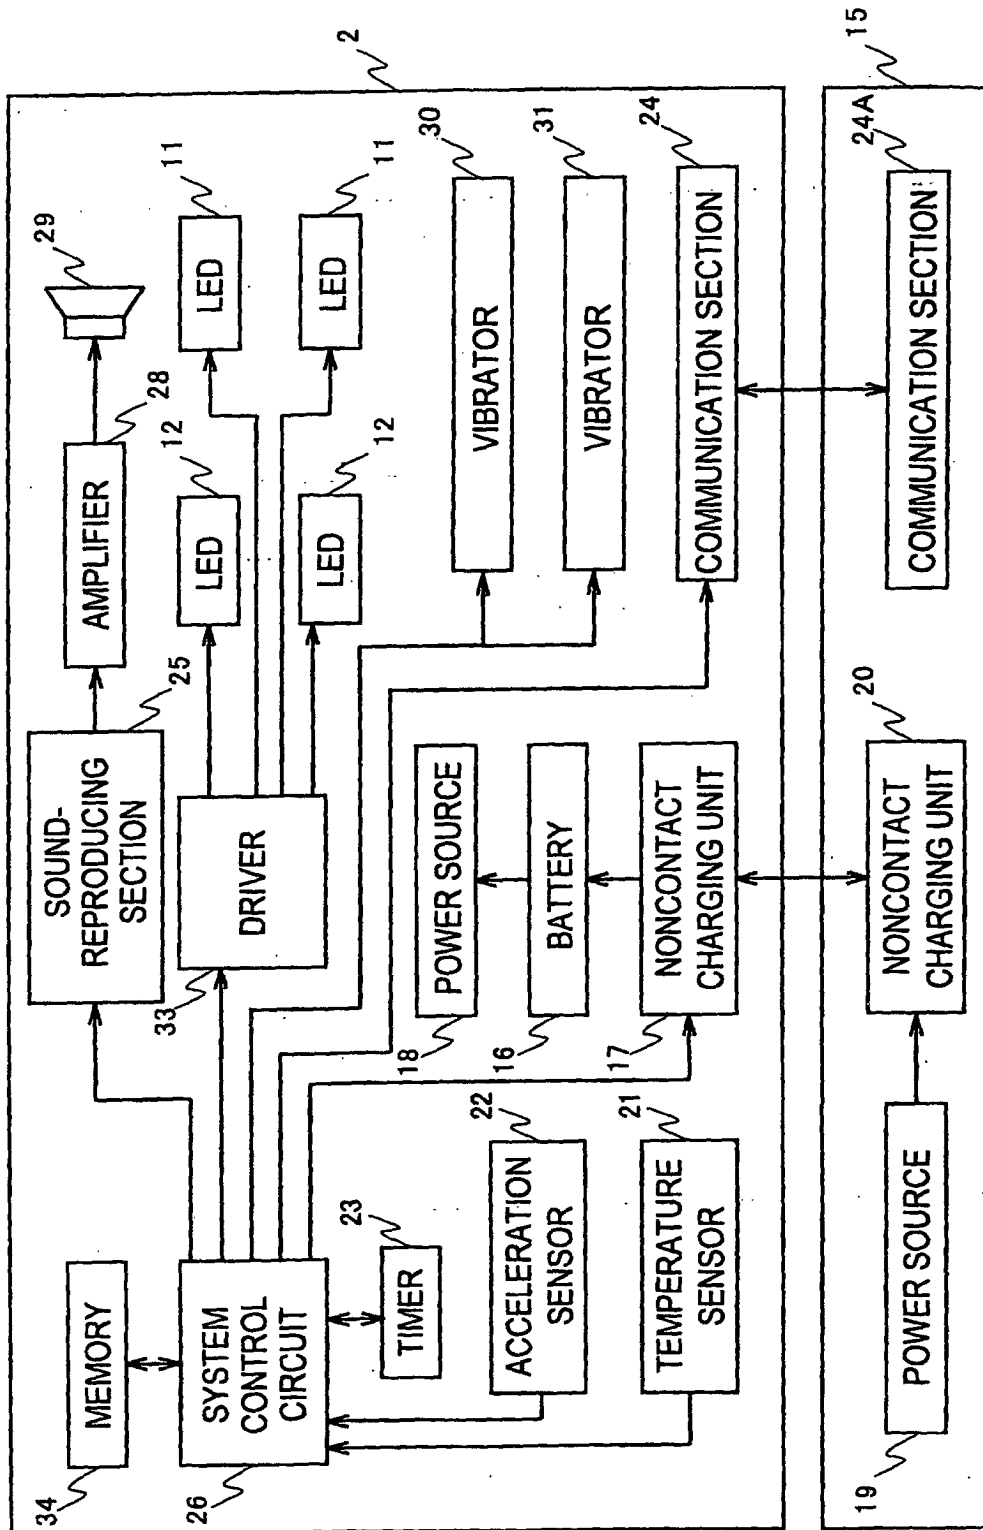 2
29
SOUND-
REPRODUCING
SECTION
25
AMPLIFIER
28
MEMORY
34
SYSTEM
CONTROL
CIRCUIT
26
DRIVER
33
LED
12
LED
11
LED
12
LED
11
TIMER
23
VIBRATOR
30
VIBRATOR
31
POWER SOURCE
18
BATTERY
16
ACCELERATION
SENSOR
22
TEMPERATURE
SENSOR
21
NONCONTACT
CHARGING UNIT
17
COMMUNICATION SECTION
24
15
POWER SOURCE
19
NONCONTACT
CHARGING UNIT
20
COMMUNICATION SECTION
24A